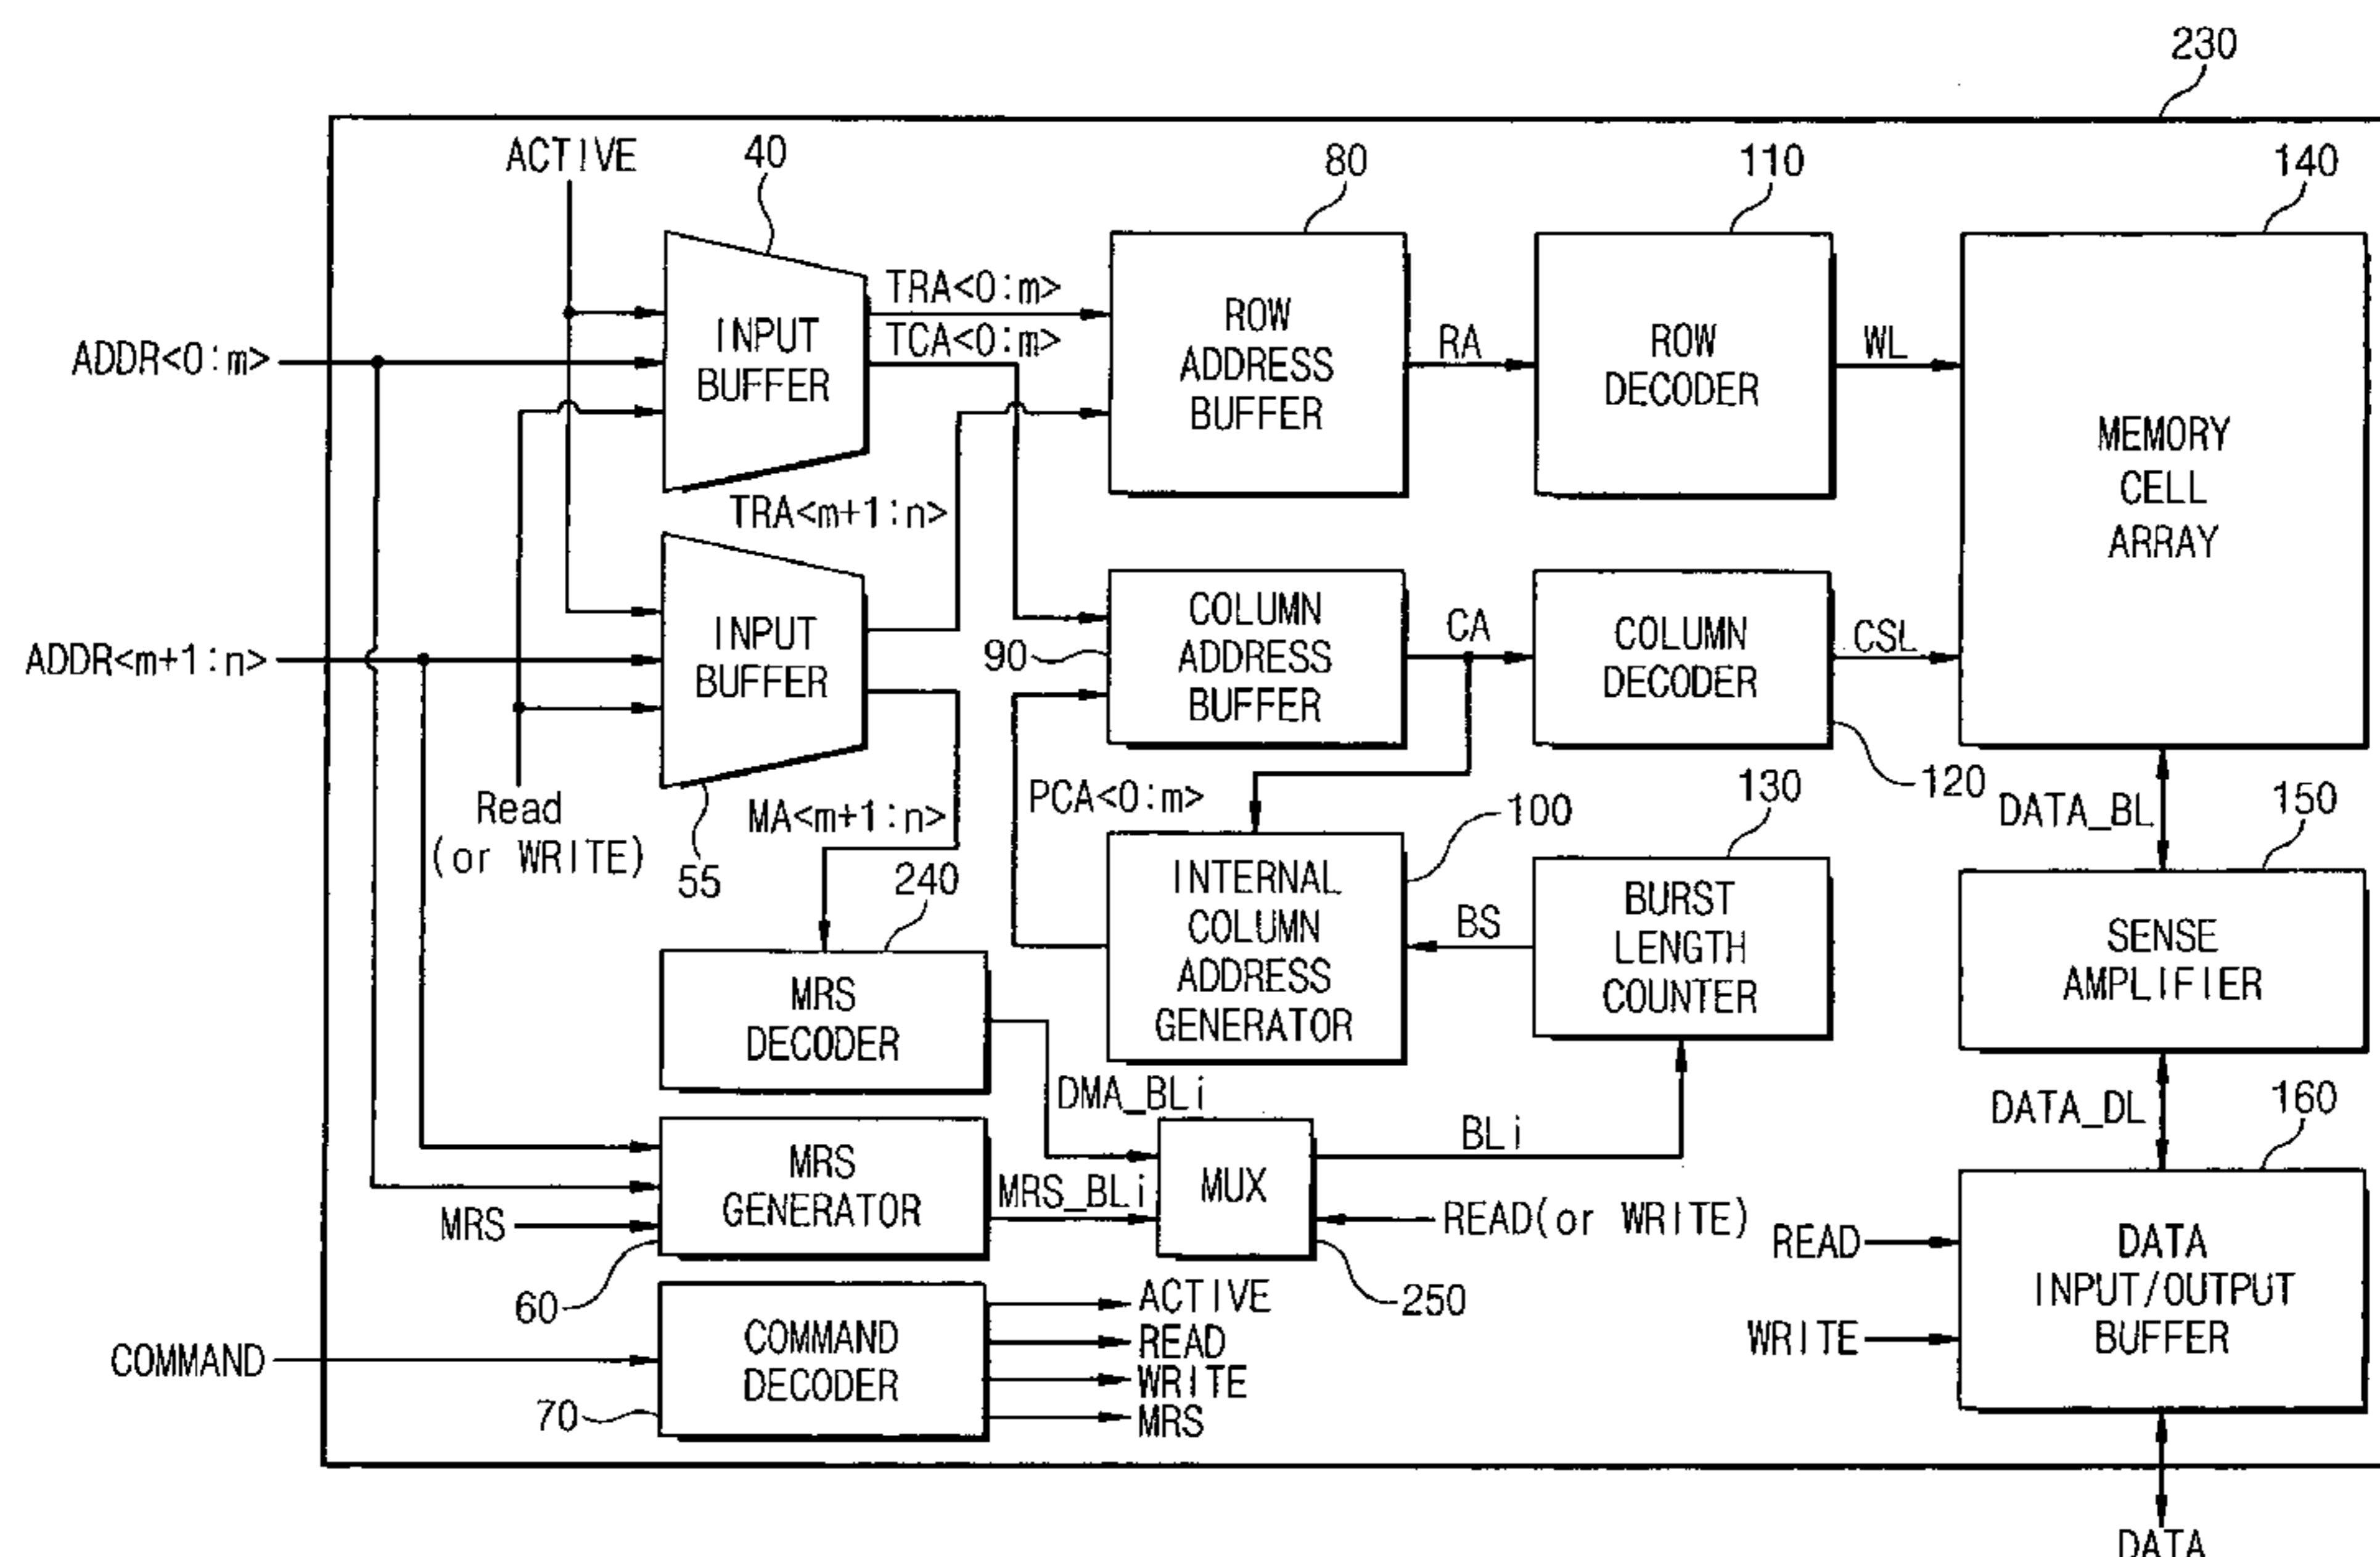 230
ACTIVE
40
80
110
140
ADDR<0:m>
INPUT
BUFFER
TRA<0:m>
TCA<0:m>
ROW
ADDRESS
BUFFER
RA
ROW
DECODER
WL
MEMORY
CELL
ARRAY
TRA<m+1:n>
ADDR<m+1:n>
INPUT
BUFFER
90
COLUMN
ADDRESS
BUFFER
CA
COLUMN
DECODER
CSL
120
Read
(or WRITE)
55
MA<m+1:n>
240
PCA<0:m>
100
130
DATA_BL
150
MRS
DECODER
INTERNAL
COLUMN
ADDRESS
GENERATOR
BS
BURST
LENGTH
COUNTER
SENSE
AMPLIFIER
DMA_BLi
DATA_DL
160
MRS
GENERATOR
MRS
60
MRS_BLi
MUX
BLi
READ(or WRITE)
250
READ
WRITE
DATA
INPUT/OUTPUT
BUFFER
COMMAND
COMMAND
DECODER
70
ACTIVE
READ
WRITE
MRS
DATA